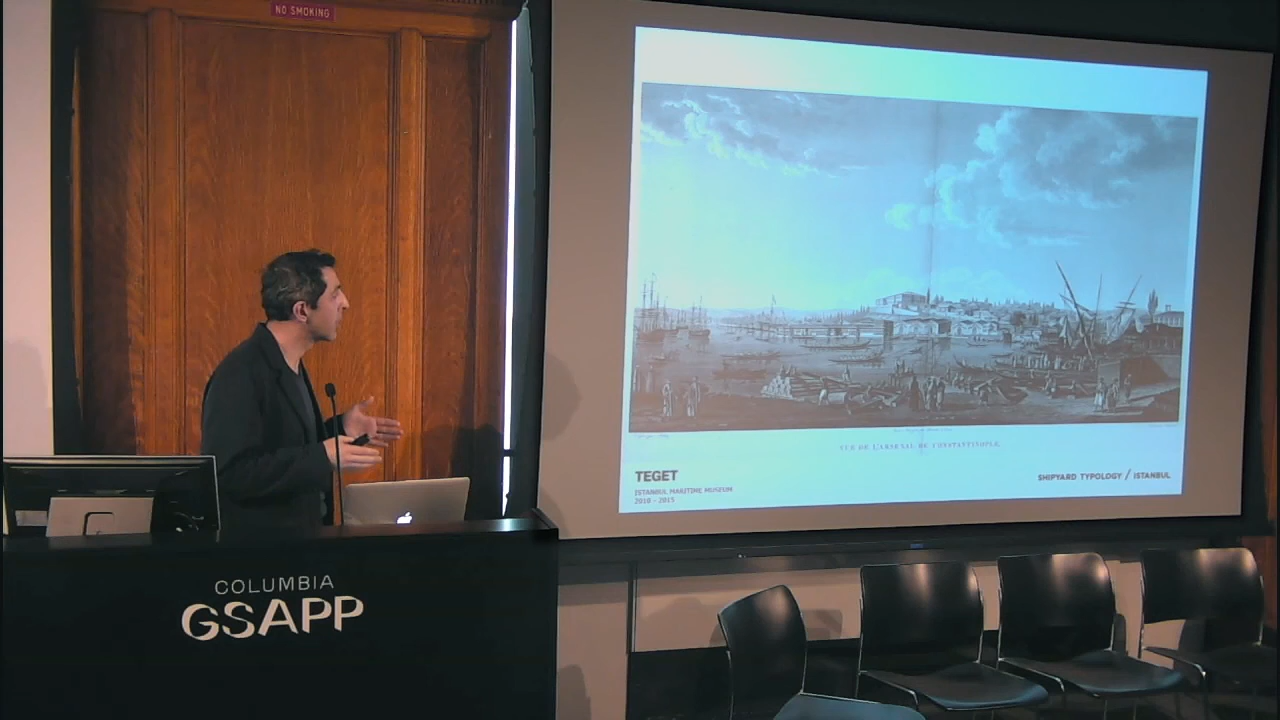 NO SMOKING
VUE DE L'ARSENAL DE CONSTANTINOPLE.
TEGET
ISTANBUL MARITIME MUSEUM
2010 - 2015
SHIPYARD TYPOLOGY / ISTANBUL
COLUMBIA
GSAPP